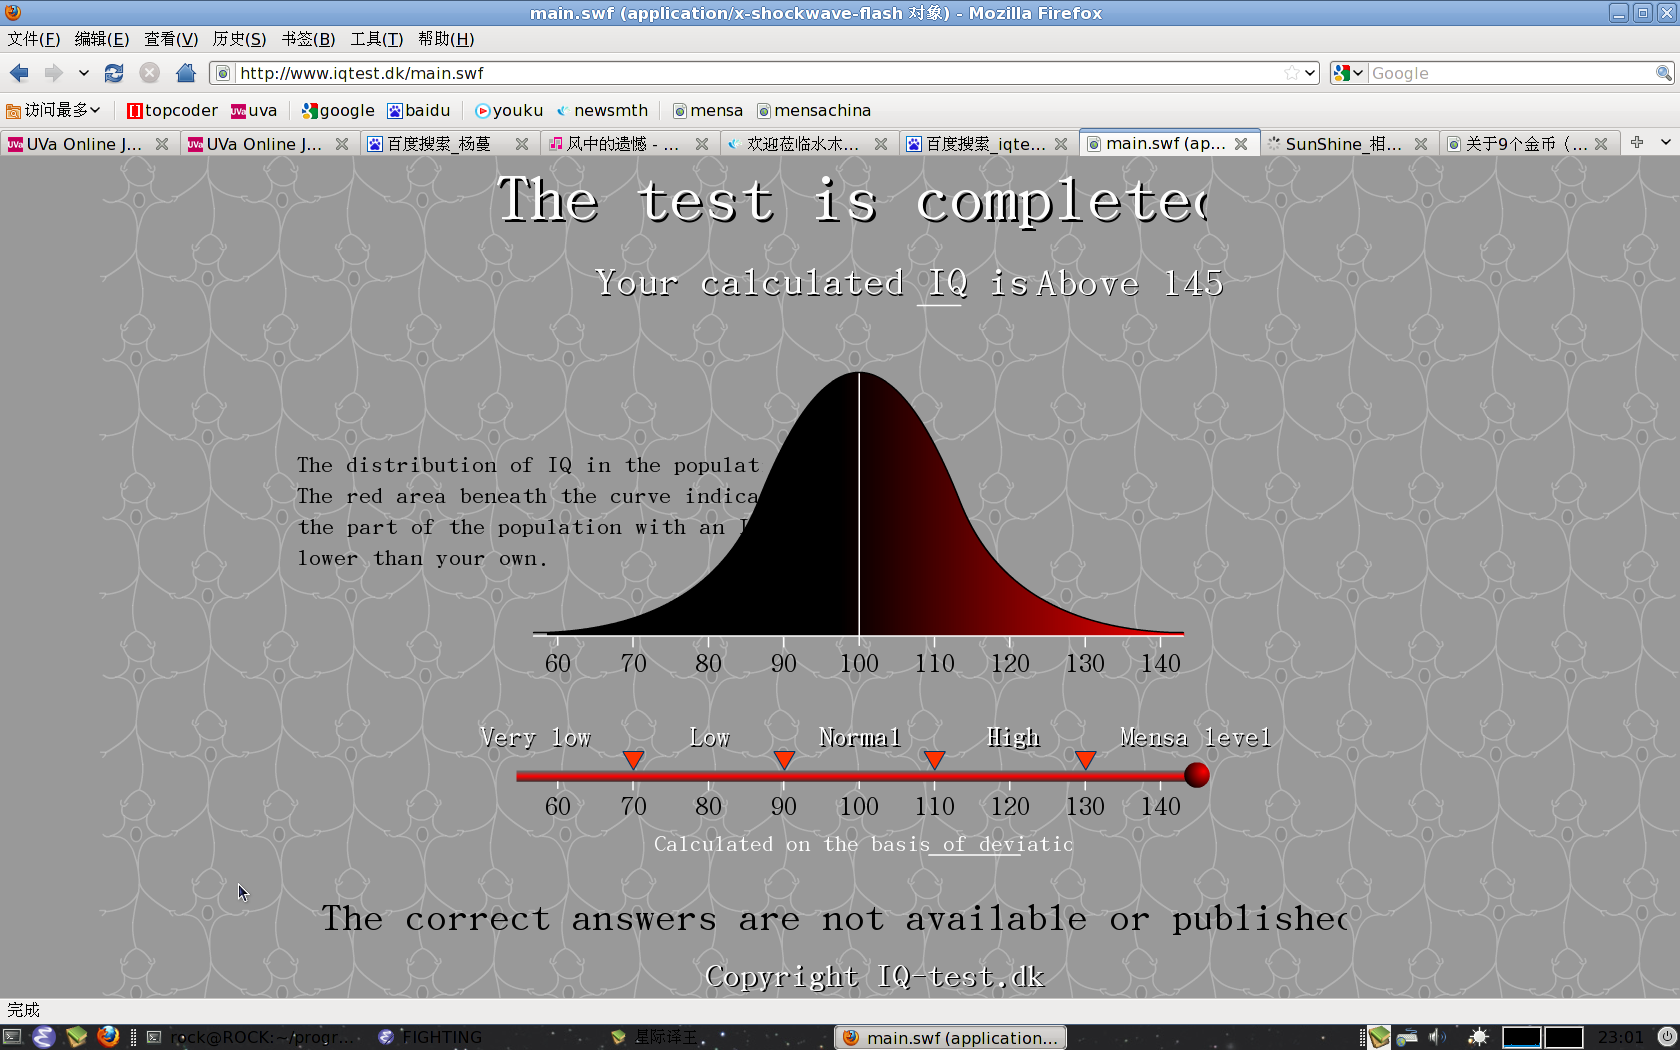 main.swf (application/x-shockwave-flash 对象) - Mozilla Firefox
文件(F) 编辑(E) 查看(V) 历史(S) 书签(B) 工具(T) 帮助(H)
http://www.iqtest.dk/main.swf Google
访问最多 topcoder uva google baidu youku newsmth mensa mensachina
UVa Online J... UVa Online J... 百度搜索_杨蔓 风中的遗憾 - ... 欢迎莅临水木... 百度搜索_iqte... main.swf (ap... SunShine_相... 关于9个金币（...
The test is complete
Your calculated IQ is Above 145
The distribution of IQ in the populat
The red area beneath the curve indica
the part of the population with an I
lower than your own.
60 70 80 90 100 110 120 130 140
Very low Low Normal High Mensa level
60 70 80 90 100 110 120 130 140
Calculated on the basis of deviatio
The correct answers are not available or publishe
Copyright IQ-test.dk
完成
rock@ROCK:~/progr... FIGHTING 星际译王 main.swf (application... 23:01